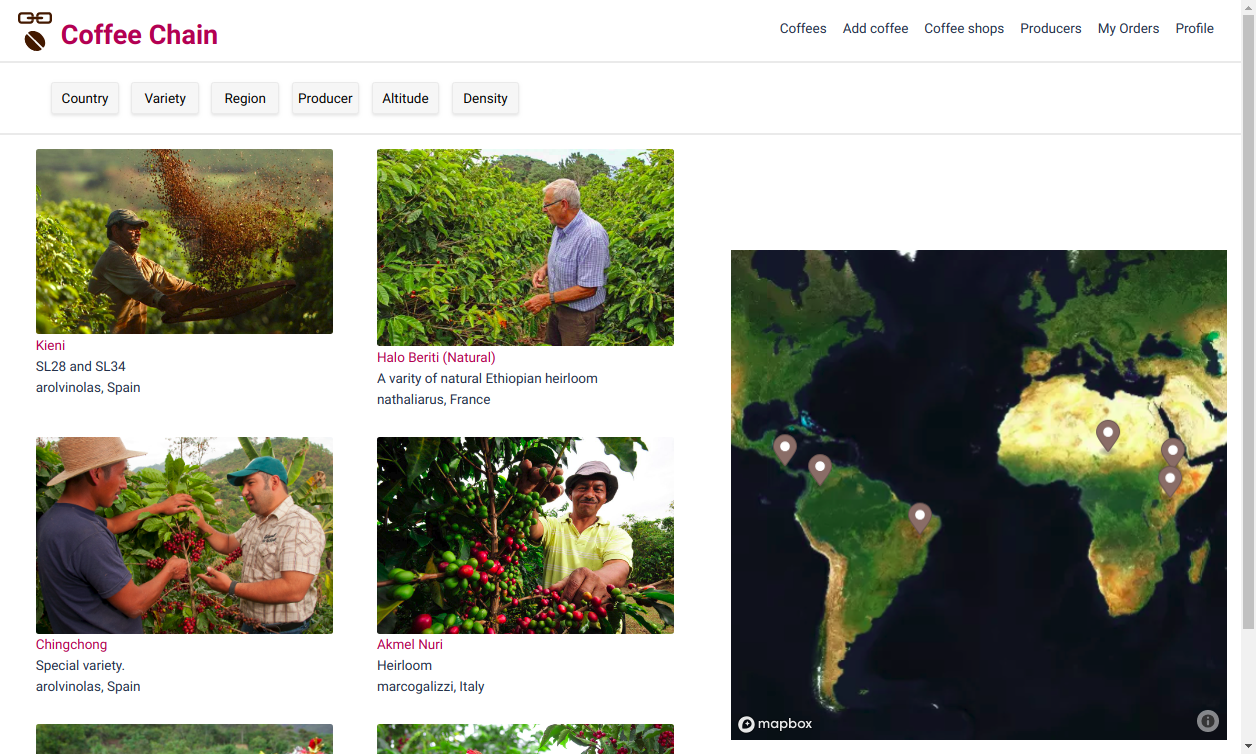 Coffee Chain
Coffees Add coffee Coffee shops Producers My Orders Profile
Country Variety Region Producer Altitude Density
Kieni
SL28 and SL34
arolvinolas, Spain
Halo Beriti (Natural)
A varity of natural Ethiopian heirloom
nathaliarus, France
Chingchong
Special variety.
arolvinolas, Spain
Akmel Nuri
Heirloom
marcogalizzi, Italy
mapbox